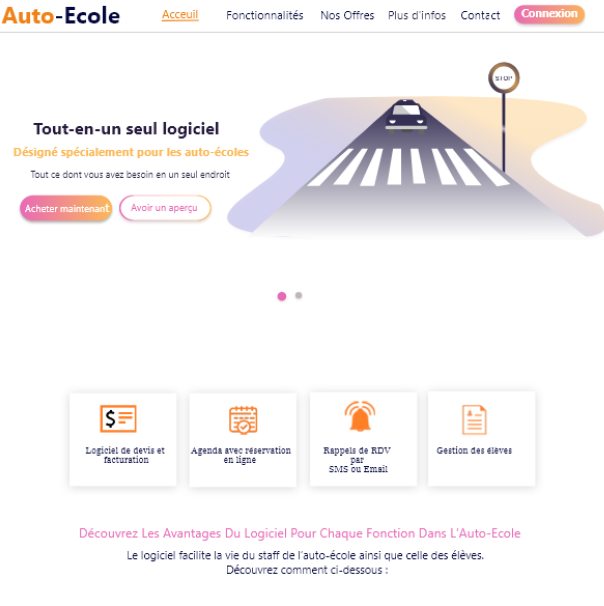 Auto-Ecole
Acceuil
Fonctionnalités
Nos Offres
Plus d'infos
Contact
Connexion
STOP
Tout-en-un seul logiciel
Désigné spécialement pour les auto-écoles
Tout ce dont vous avez besoin en un seul endroit
Acheter maintenant
Avoir un aperçu
$
Logiciel de devis et
facturation
Agenda avec réservation
en ligne
Rappels de RDV
par
SMS ou Email
Gestion des élèves
Découvrez Les Avantages Du Logiciel Pour Chaque Fonction Dans L'Auto-Ecole
Le logiciel facilite la vie du staff de l'auto-école ainsi que celle des élèves.
Découvrez comment ci-dessous :